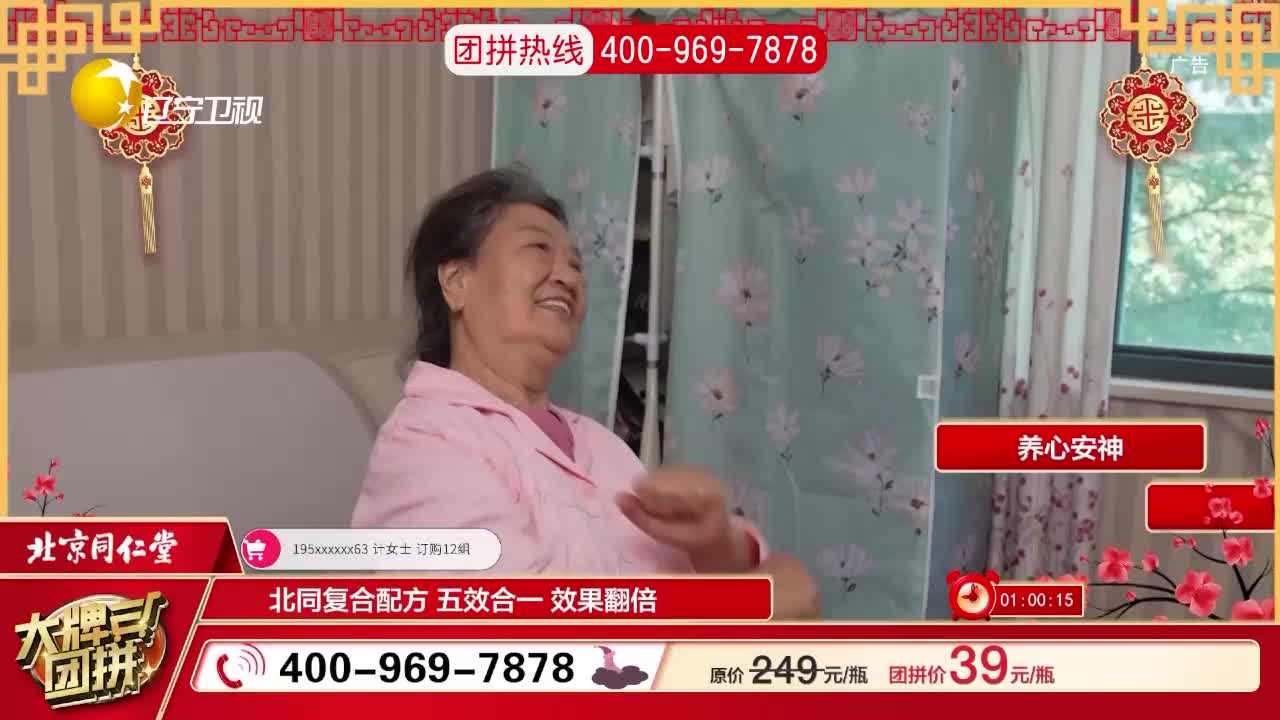 团拼热线 400-969-7878
广告
辽宁卫视
养心安神
北京同仁堂
195xxxxxx63 计女士 订购12组
北同复合配方 五效合一 效果翻倍
01:00:15
大牌日
团拼
400-969-7878
原价 249元/瓶 团拼价39元/瓶